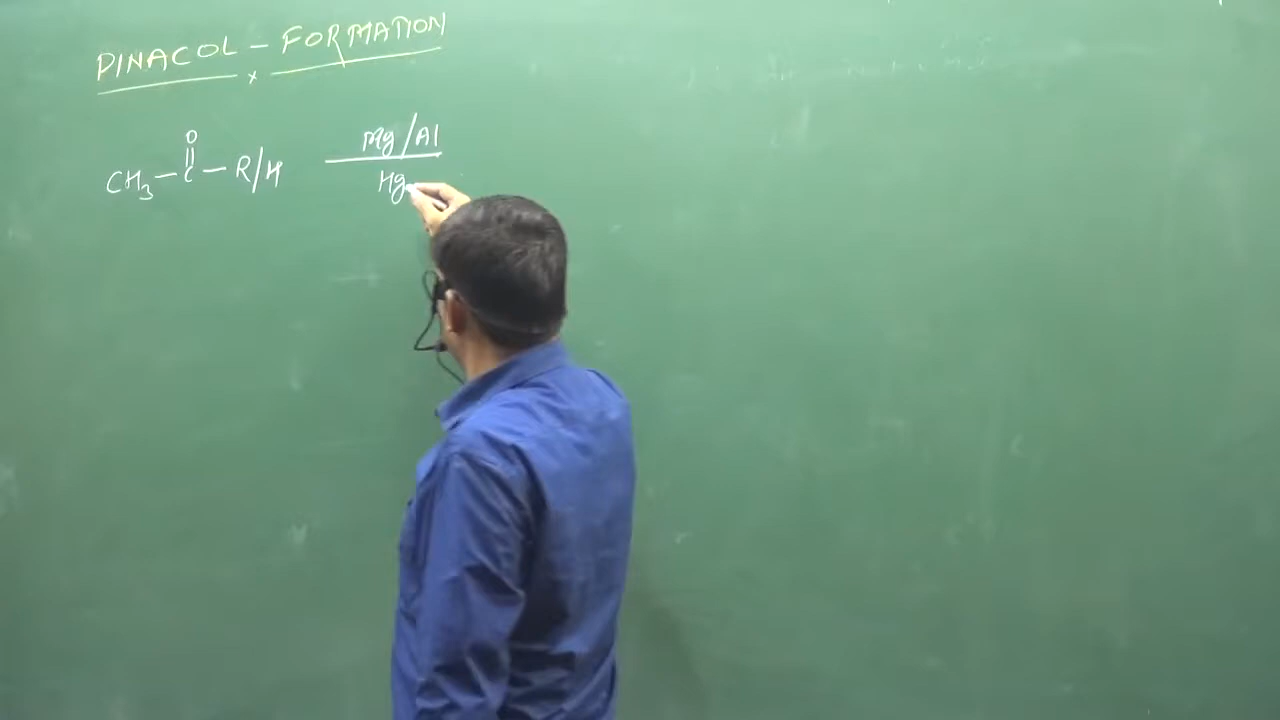 PINACOL - FORMATION
x
O
||
CH3 - C - R/H
Mg/Al
Hg